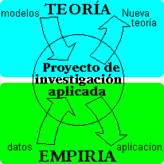 TEORÍA
modelos
Nueva
teoría
Proyecto de
investigación
aplicada
datos
aplicacion
EMPIRIA